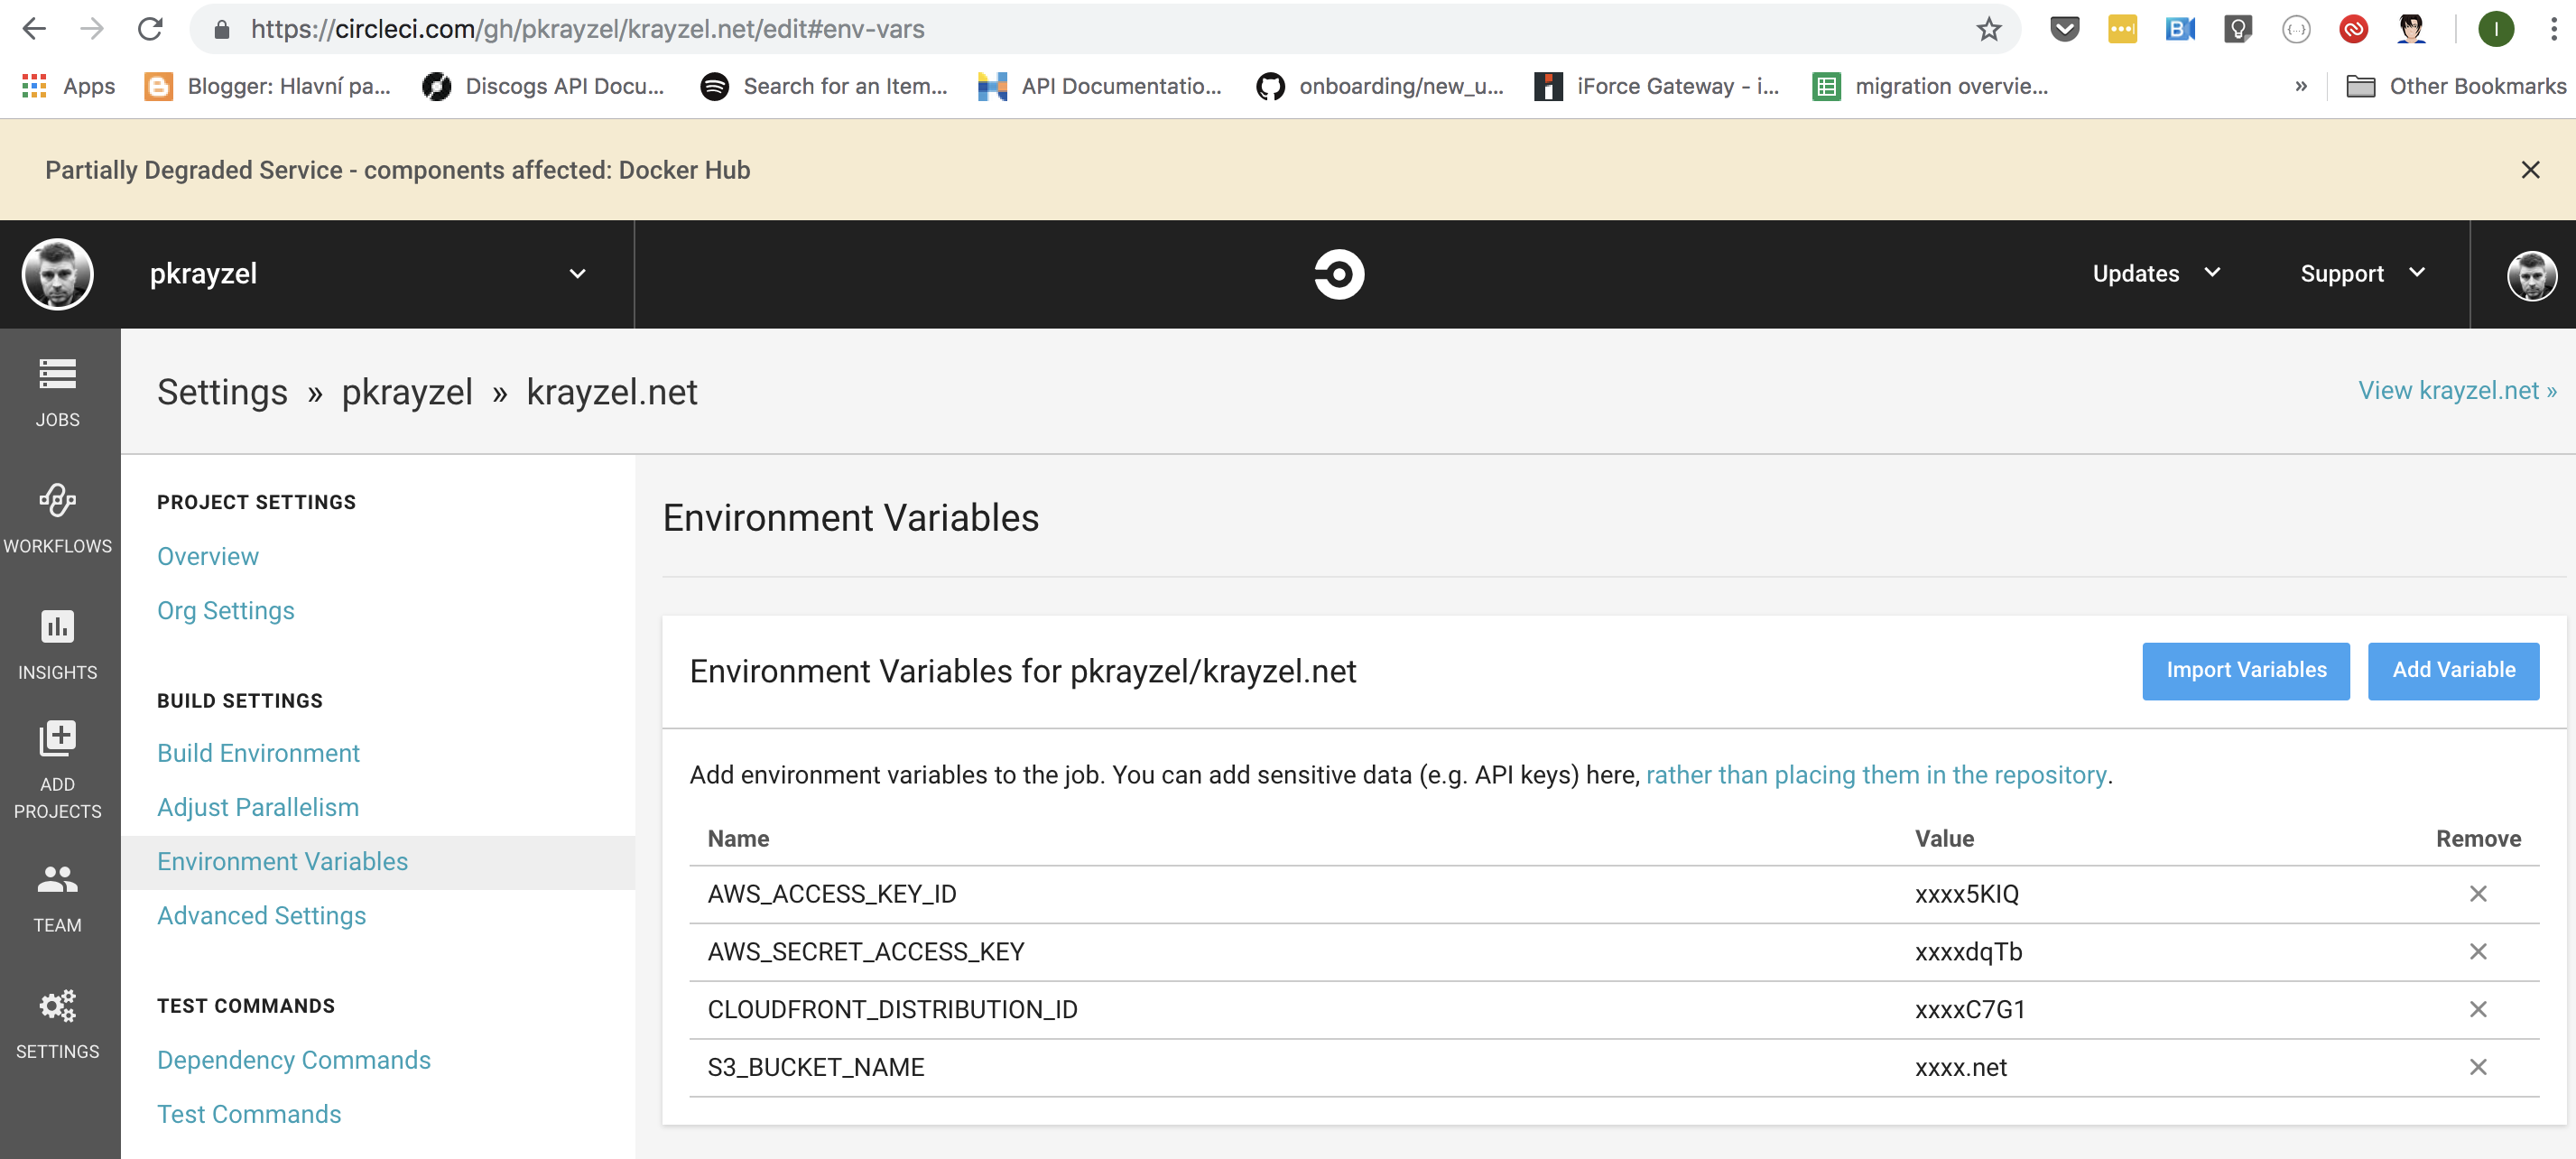 https://circleci.com/gh/pkrayzel/krayzel.net/edit#env-vars
I
Apps Blogger: Hlavní pa... Discogs API Docu... Search for an Item... API Documentatio... onboarding/new_u... iForce Gateway - i... migration overvie... » Other Bookmarks
Partially Degraded Service - components affected: Docker Hub
pkrayzel Updates Support
JOBS
WORKFLOWS
INSIGHTS
ADD
PROJECTS
TEAM
SETTINGS
Settings » pkrayzel » krayzel.net
View krayzel.net »
PROJECT SETTINGS
Overview
Org Settings
BUILD SETTINGS
Build Environment
Adjust Parallelism
Environment Variables
Advanced Settings
TEST COMMANDS
Dependency Commands
Test Commands
Environment Variables
Environment Variables for pkrayzel/krayzel.net
Import Variables Add Variable
Add environment variables to the job. You can add sensitive data (e.g. API keys) here, rather than placing them in the repository.
Name Value Remove
AWS_ACCESS_KEY_ID xxxx5KIQ
AWS_SECRET_ACCESS_KEY xxxxdqTb
CLOUDFRONT_DISTRIBUTION_ID xxxxC7G1
S3_BUCKET_NAME xxxx.net